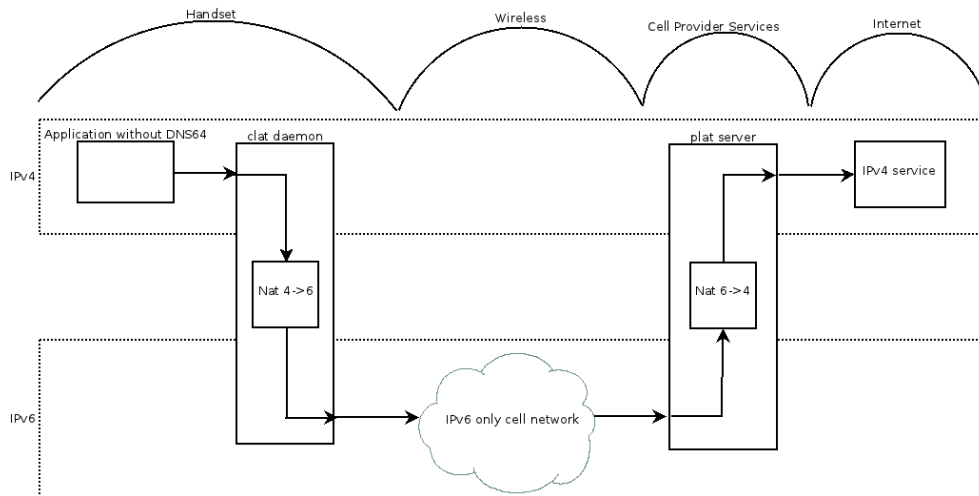 Handset
Wireless
Cell Provider Services
Internet
Application without DNS64
clat daemon
plat server
IPv4
IPv4 service
Nat 4->6
Nat 6->4
IPv6
IPv6 only cell network